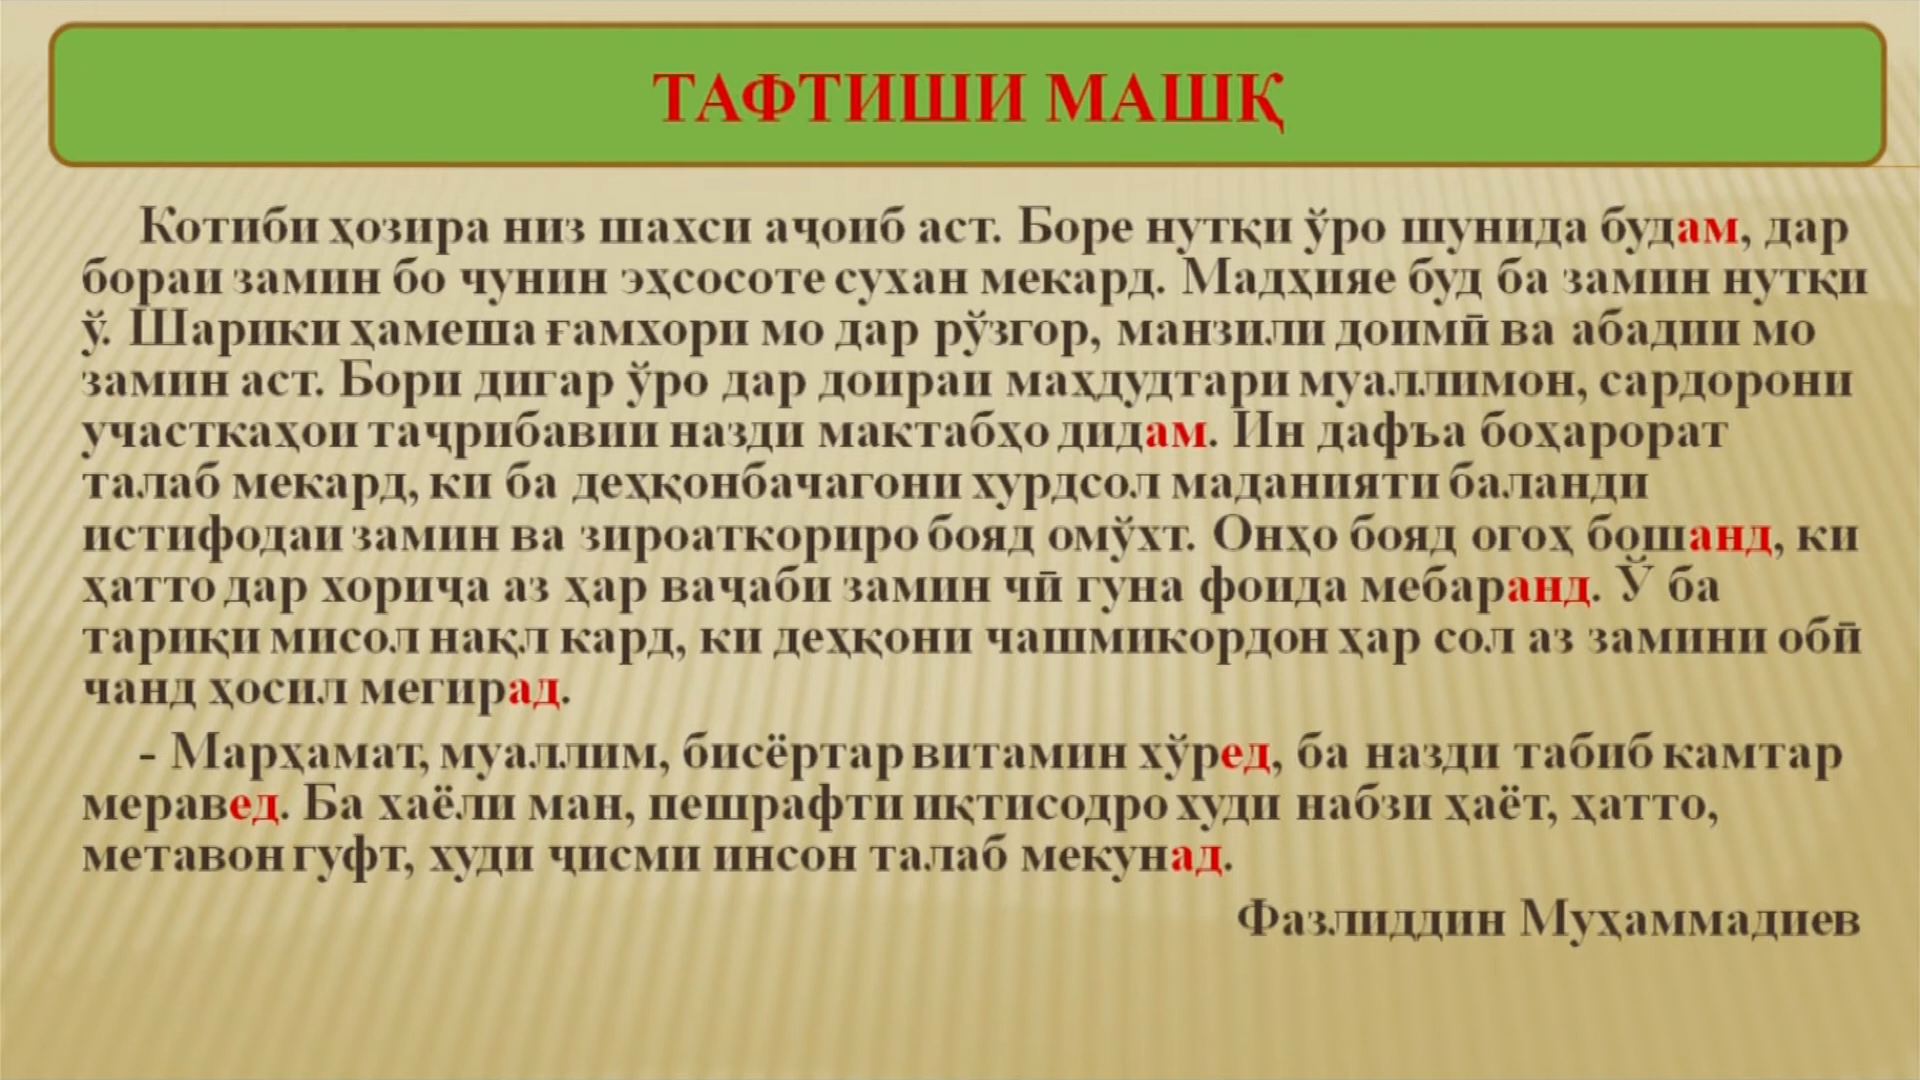 ТАФТИШИ МАШҚ
Котиби ҳозира низ шахси аҷоиб аст. Боре нутқи ӯро шунида будам, дар
бораи замин бо чунин эҳсосоте сухан мекард. Мадҳияе буд ба замин нутқи
ӯ. Шарики ҳамеша ғамхори мо дар рӯзгор, манзили доимӣ ва абадии мо
замин аст. Бори дигар ӯро дар доираи маҳдудтари муаллимон, сардорони
участкаҳои таҷрибавии назди мактабҳо дидам. Ин дафъа боҳарорат
талаб мекард, ки ба деҳқонбачагони хурдсол маданияти баланди
истифодаи замин ва зироаткориро бояд омӯхт. Онҳо бояд огоҳ бошанд, ки
ҳатто дар хориҷа аз ҳар ваҷаби замин чӣ гуна фоида мебаранд. Ӯ ба
тариқи мисол нақл кард, ки деҳқони чашмикордон ҳар сол аз замини обӣ
чанд ҳосил мегирад.
- Марҳамат, муаллим, бисёртар витамин хӯред, ба назди табиб камтар
меравед. Ба хаёли ман, пешрафти иқтисодро худи набзи ҳаёт, ҳатто,
метавон гуфт, худи ҷисми инсон талаб мекунад.
Фазлиддин Муҳаммадиев